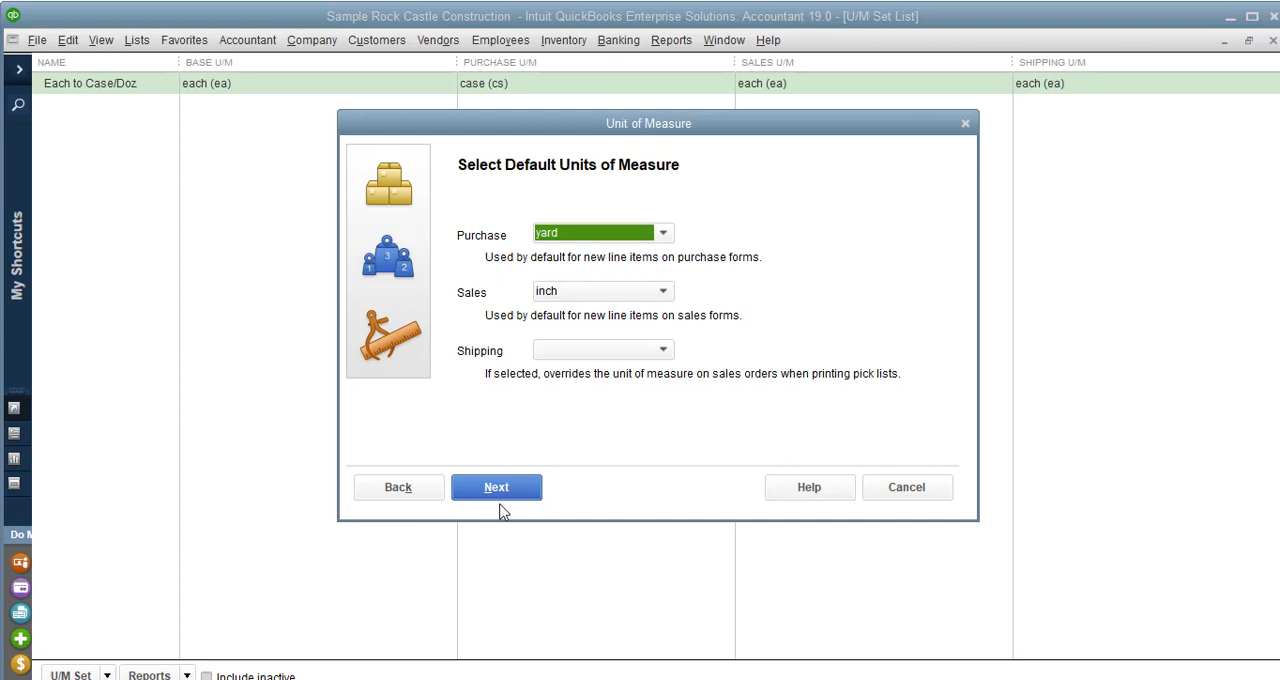 Sample Rock Castle Construction - Intuit QuickBooks Enterprise Solutions: Accountant 19.0 - [U/M Set List]
File Edit View Lists Favorites Accountant Company Customers Vendors Employees Inventory Banking Reports Window Help
NAME BASE U/M PURCHASE U/M SALES U/M SHIPPING U/M
Each to Case/Doz each (ea) case (cs) each (ea) each (ea)
Unit of Measure
Select Default Units of Measure
Purchase yard
Used by default for new line items on purchase forms.
Sales inch
Used by default for new line items on sales forms.
Shipping
If selected, overrides the unit of measure on sales orders when printing pick lists.
1 3 2
Back Next Help Cancel
My Shortcuts
Do M
U/M Set Reports Include inactive